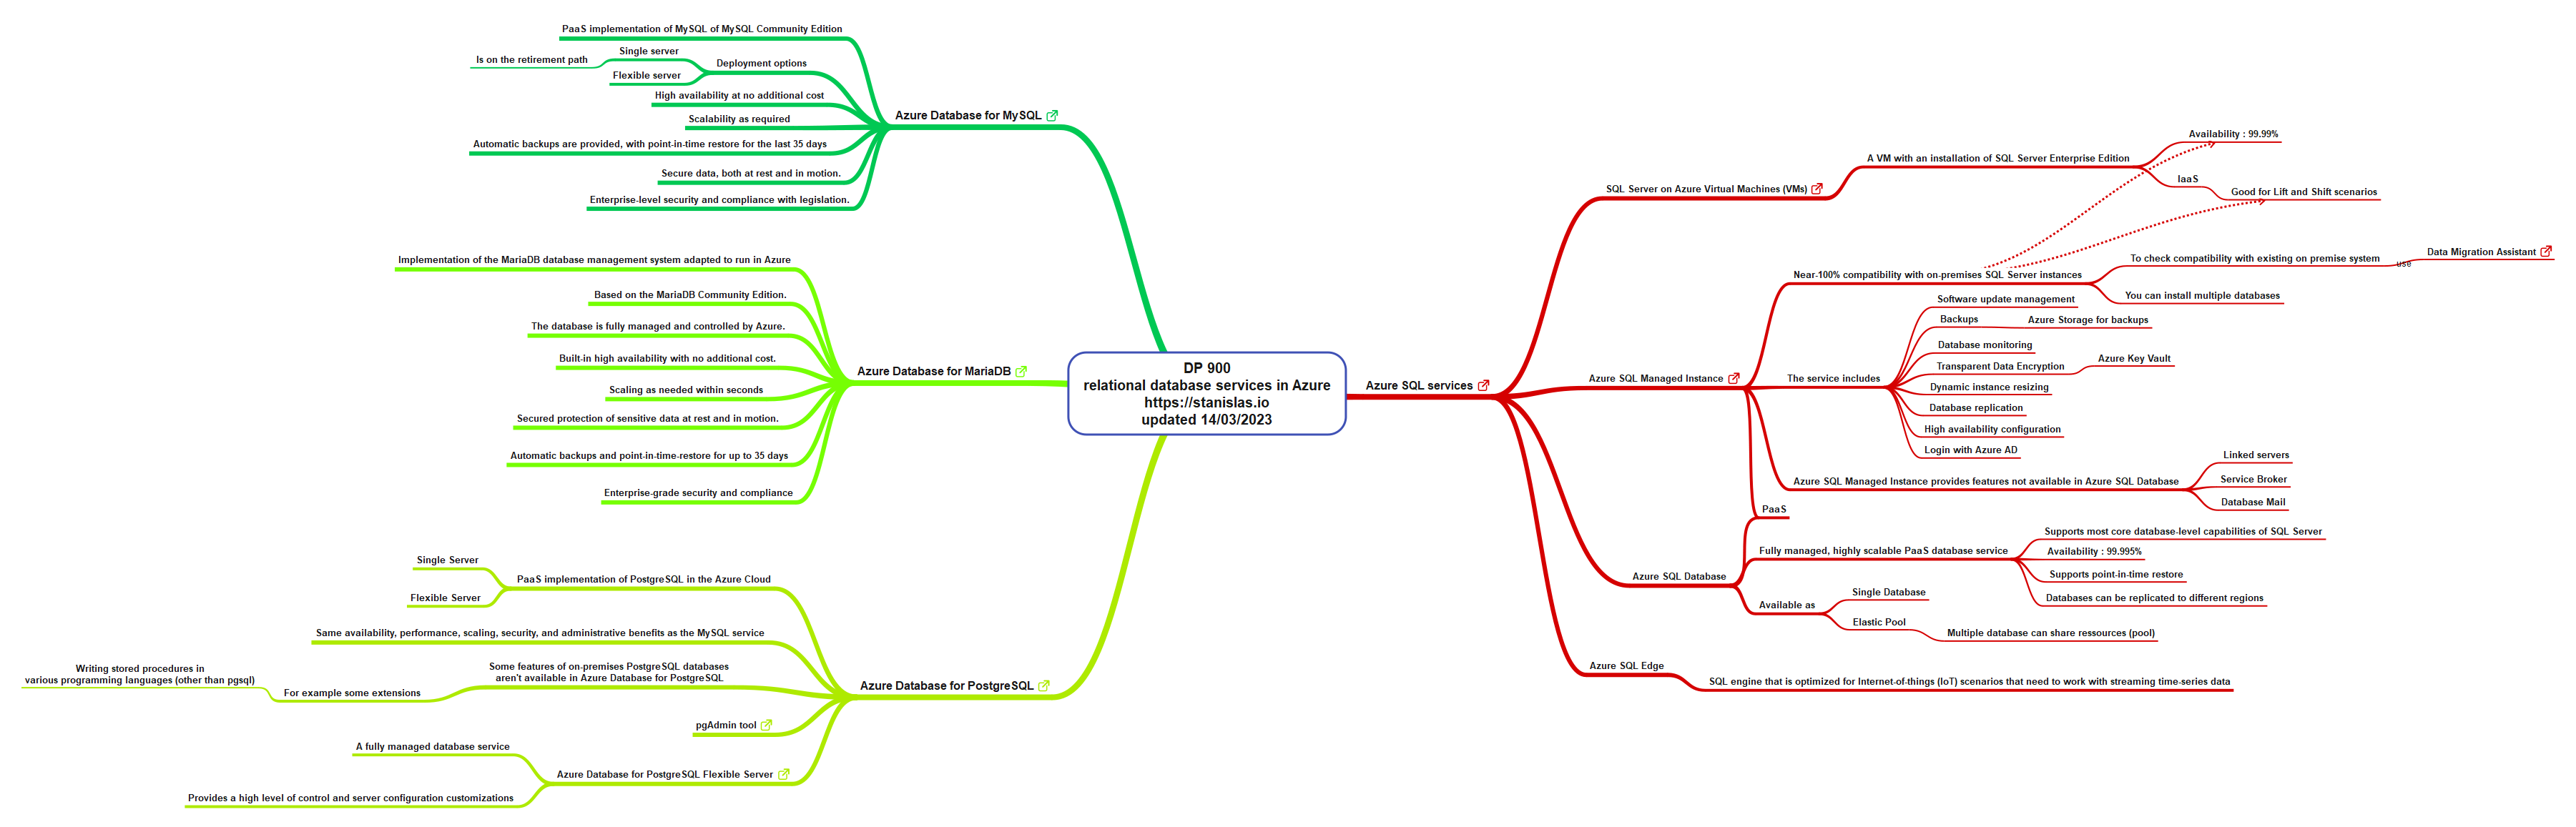 DP 900
relational database services in Azure
https://stanislas.io
updated 14/03/2023
Azure Database for MySQL
PaaS implementation of MySQL of MySQL Community Edition
Deployment options
Single server
Is on the retirement path
Flexible server
High availability at no additional cost
Scalability as required
Automatic backups are provided, with point-in-time restore for the last 35 days
Secure data, both at rest and in motion.
Enterprise-level security and compliance with legislation.
Azure Database for MariaDB
Implementation of the MariaDB database management system adapted to run in Azure
Based on the MariaDB Community Edition.
The database is fully managed and controlled by Azure.
Built-in high availability with no additional cost.
Scaling as needed within seconds
Secured protection of sensitive data at rest and in motion.
Automatic backups and point-in-time-restore for up to 35 days
Enterprise-grade security and compliance
Azure Database for PostgreSQL
PaaS implementation of PostgreSQL in the Azure Cloud
Single Server
Flexible Server
Same availability, performance, scaling, security, and administrative benefits as the MySQL service
Some features of on-premises PostgreSQL databases
aren't available in Azure Database for PostgreSQL
For example some extensions
Writing stored procedures in
various programming languages (other than pgsql)
pgAdmin tool
Azure Database for PostgreSQL Flexible Server
A fully managed database service
Provides a high level of control and server configuration customizations
Azure SQL services
SQL Server on Azure Virtual Machines (VMs)
A VM with an installation of SQL Server Enterprise Edition
Availability : 99.99%
IaaS
Good for Lift and Shift scenarios
Azure SQL Managed Instance
Near-100% compatibility with on-premises SQL Server instances
To check compatibility with existing on premise system
use
Data Migration Assistant
You can install multiple databases
The service includes
Software update management
Backups
Azure Storage for backups
Database monitoring
Transparent Data Encryption
Azure Key Vault
Dynamic instance resizing
Database replication
High availability configuration
Login with Azure AD
Azure SQL Managed Instance provides features not available in Azure SQL Database
Linked servers
Service Broker
Database Mail
PaaS
Azure SQL Database
Fully managed, highly scalable PaaS database service
Supports most core database-level capabilities of SQL Server
Availability : 99.995%
Supports point-in-time restore
Databases can be replicated to different regions
Available as
Single Database
Elastic Pool
Multiple database can share ressources (pool)
Azure SQL Edge
SQL engine that is optimized for Internet-of-things (IoT) scenarios that need to work with streaming time-series data